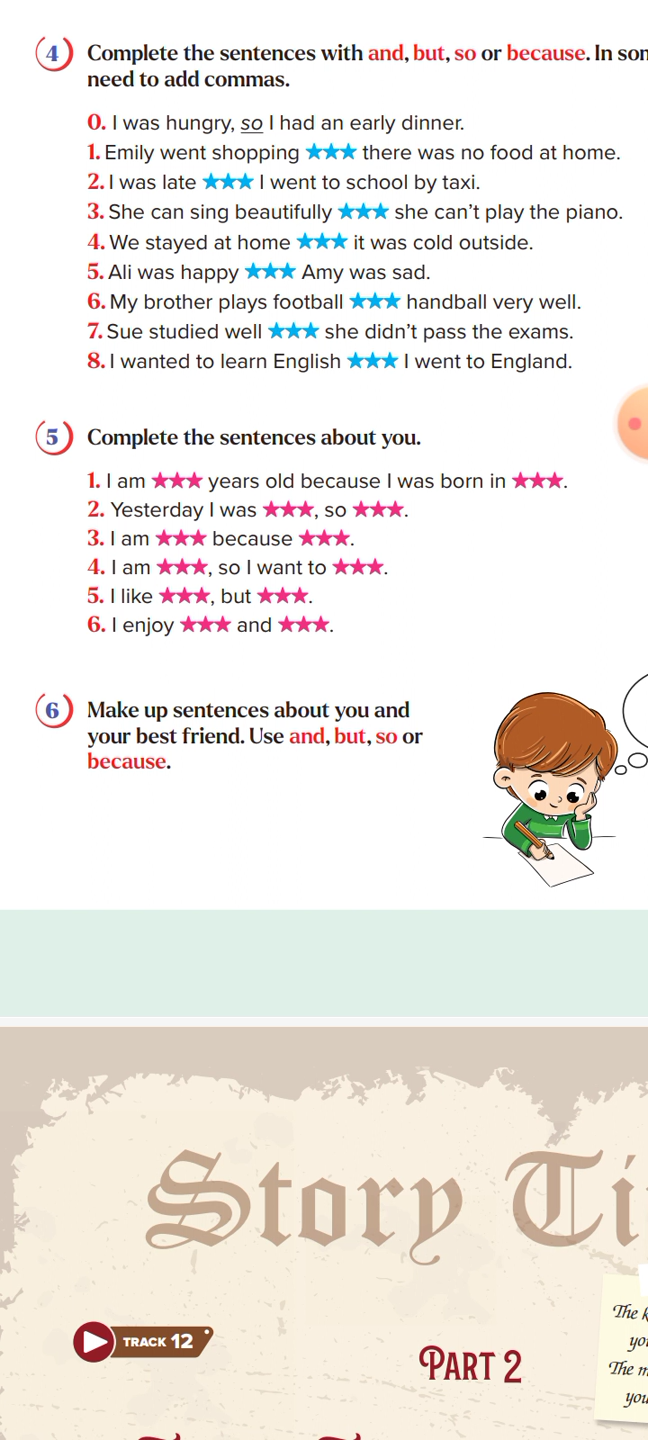 4 Complete the sentences with and, but, so or because. In
need to add commas.
0. I was hungry, so I had an early dinner.
1. Emily went shopping ★★★ there was no food at home.
2. I was late ★★★ I went to school by taxi.
3. She can sing beautifully ★★★ she can't play the piano.
4. We stayed at home ★★★ it was cold outside.
5. Ali was happy ★★★ Amy was sad.
6. My brother plays football ★★★ handball very well.
7. Sue studied well ★★★ she didn't pass the exams.
8. I wanted to learn English ★★★ I went to England.
5 Complete the sentences about you.
1. I am ★★★ years old because I was born in ★★★.
2. Yesterday I was ★★★, so ★★★.
3. I am ★★★ because ★★★.
4. I am ★★★, so I want to ★★★.
5. I like ★★★, but ★★★.
6. I enjoy ★★★ and ★★★.
6 Make up sentences about you and
your best friend. Use and, but, so or
because.
Story
TRACK 12
PART 2
The
The